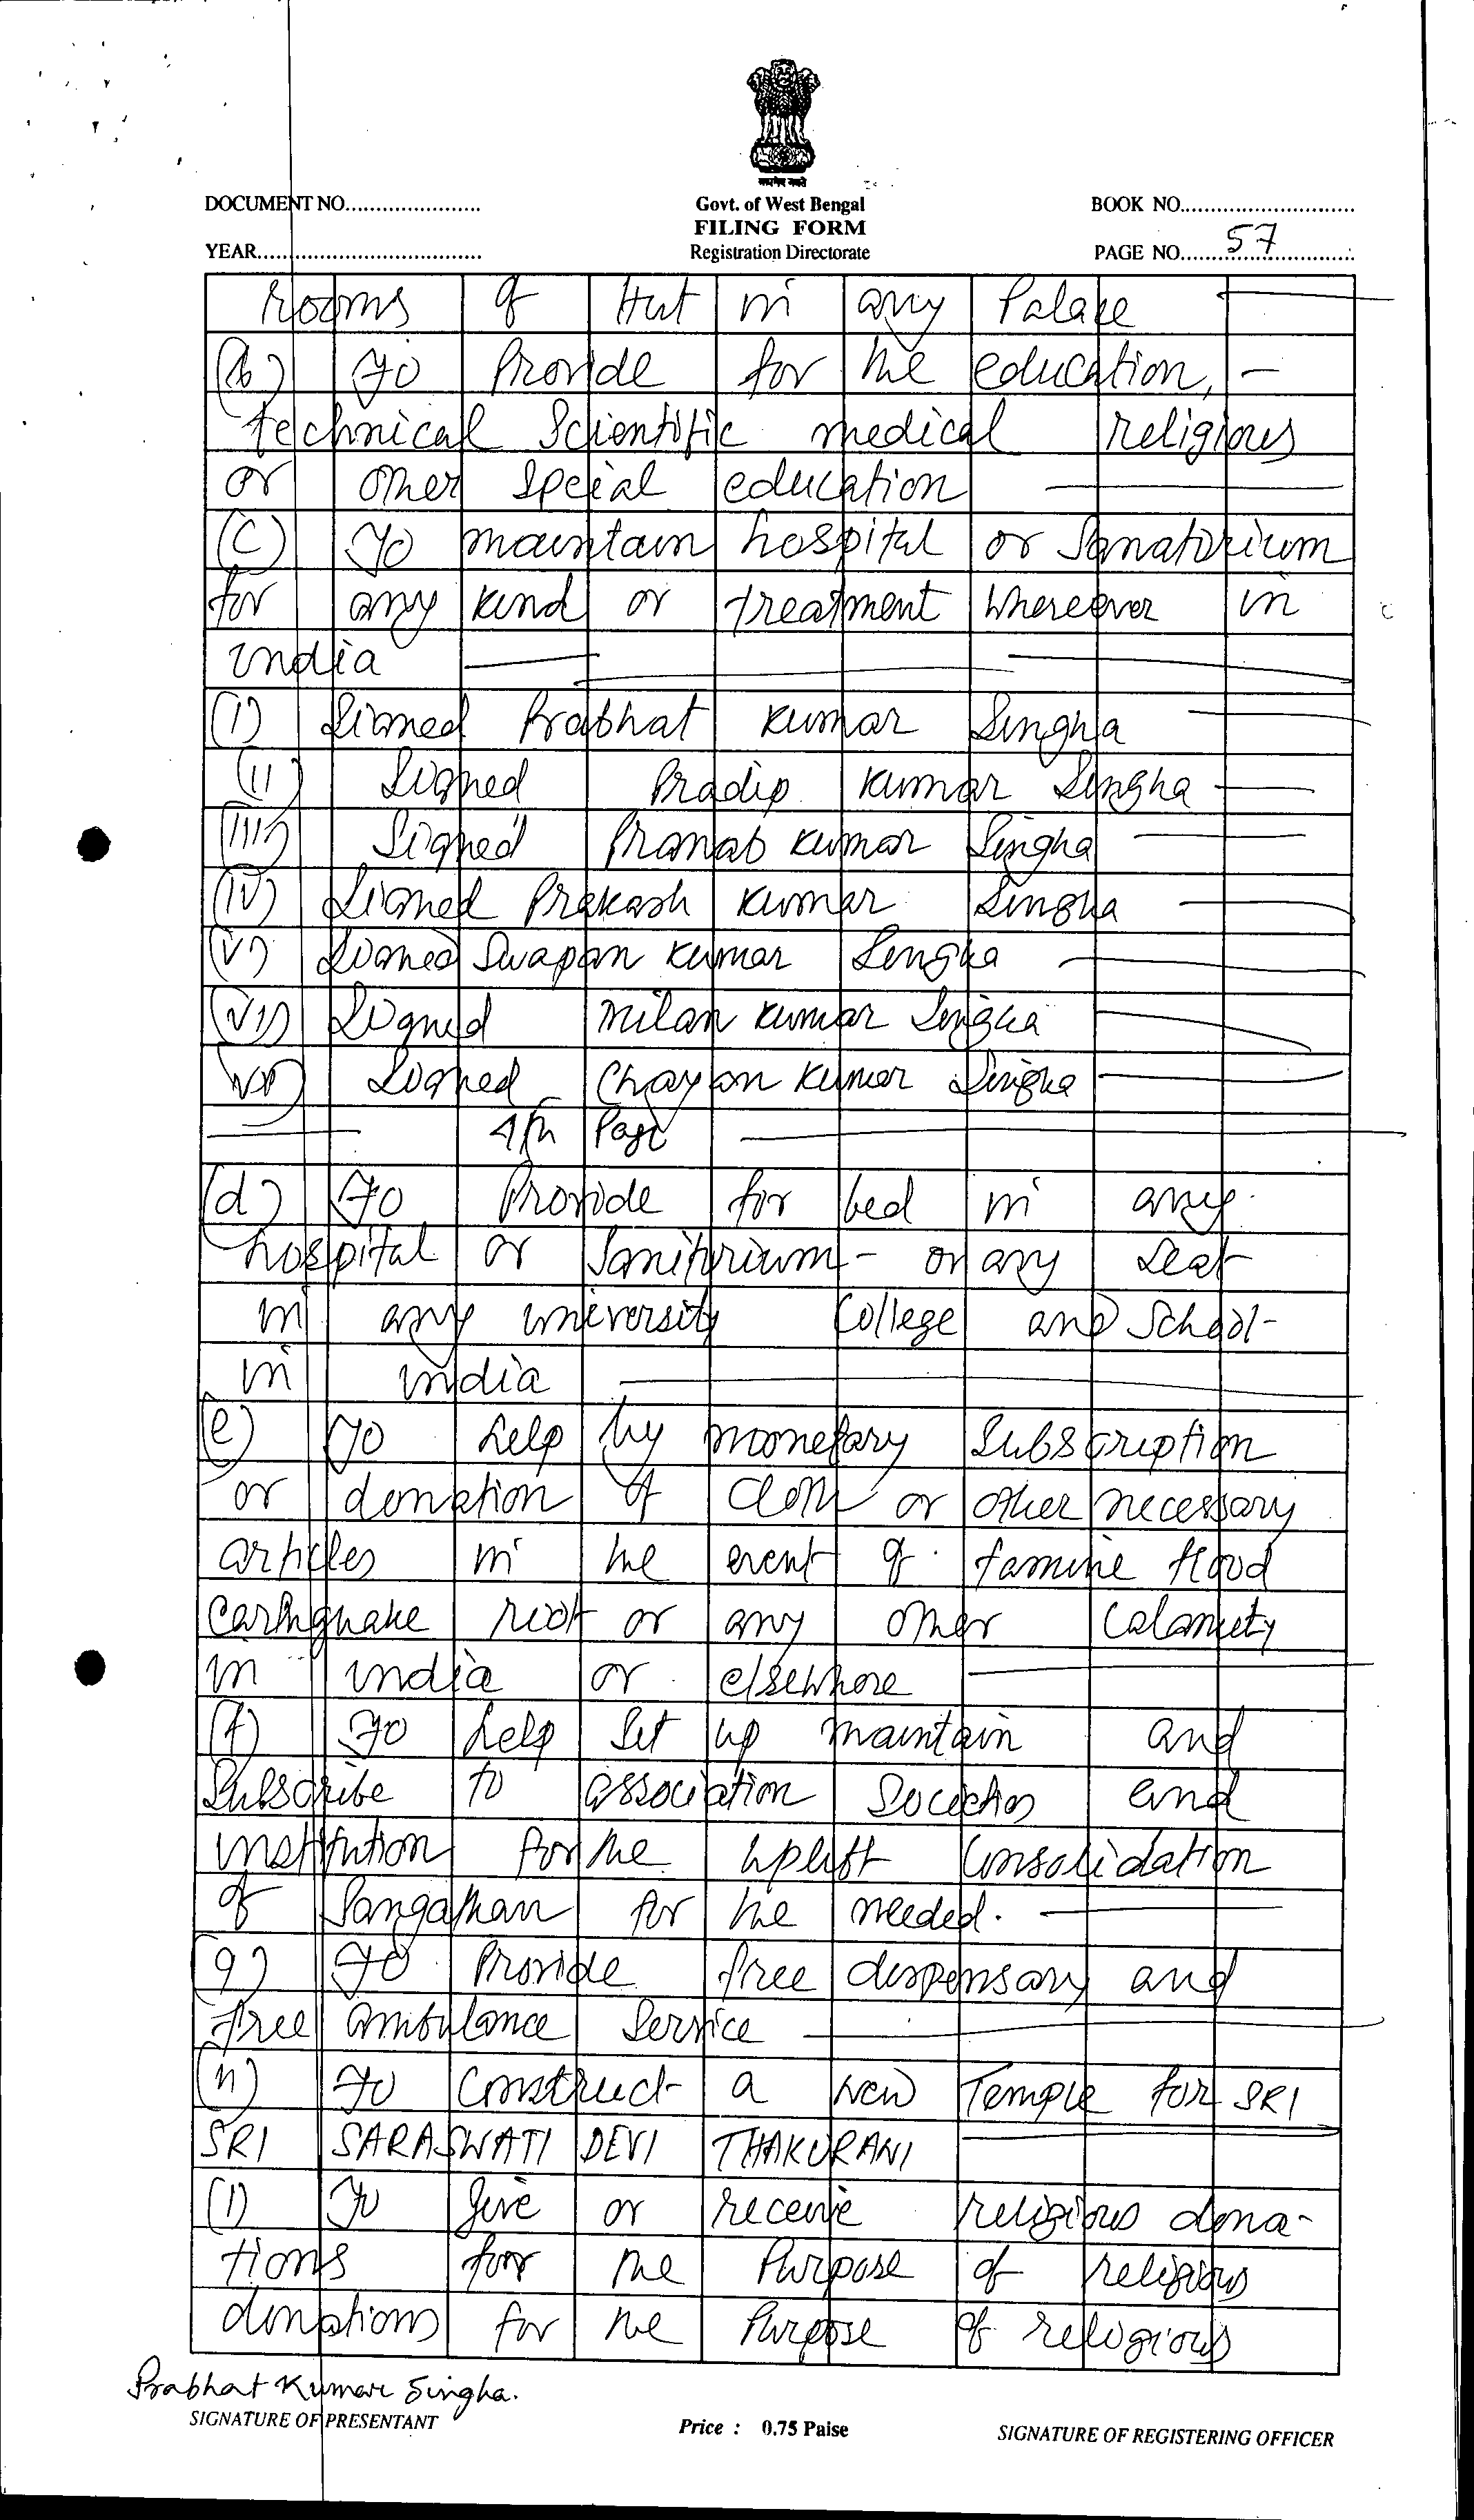 DOCUMENT NO......................
Govt. of West Bengal
BOOK NO.............................
FILING FORM
YEAR.....................................
Registration Directorate
PAGE NO. 57
rooms of Hut in any Palace
(b) To Provide for the education, -
technical Scientific medical religious
or other special education
(c) To maintain hospital or Sanatorium
for any kind or treatment whereever in
india
(i) Signed Prabhat Kumar Singha
(ii) Signed Pradip Kumar Singha
(iii) Signed Pranab Kumar Singha
(iv) Signed Prakash Kumar Singha
(v) Signed Swapan Kumar Singha
(vi) Signed Milan Kumar Singha
(vii) Signed Chayan Kumar Singha
4th Page
(d) To Provide for bed in any
hospital or Sanitorium - or any seat
in any university College and School-
in india
(e) To help by monetary Subscription
or donation of cloth or other necessary
articles in the event of famine flood
earthquake riot or any other Calamity
in india or elsewhere
(f) To help set up maintain and
Subscribe to association Societies and
institution for the uplift Consolidation
of Sangathan for the needed.
(g) To Provide free dispensary and
free ambulance Service
(h) To Construct a new Temple for SRI
SRI SARASWATI DEVI THAKURANI
(i) To give or receive religious dona-
tions for the Purpose of religious
donations for the Purpose of religious
Prabhat Kumar Singha.
SIGNATURE OF PRESENTANT
Price : 0.75 Paise
SIGNATURE OF REGISTERING OFFICER